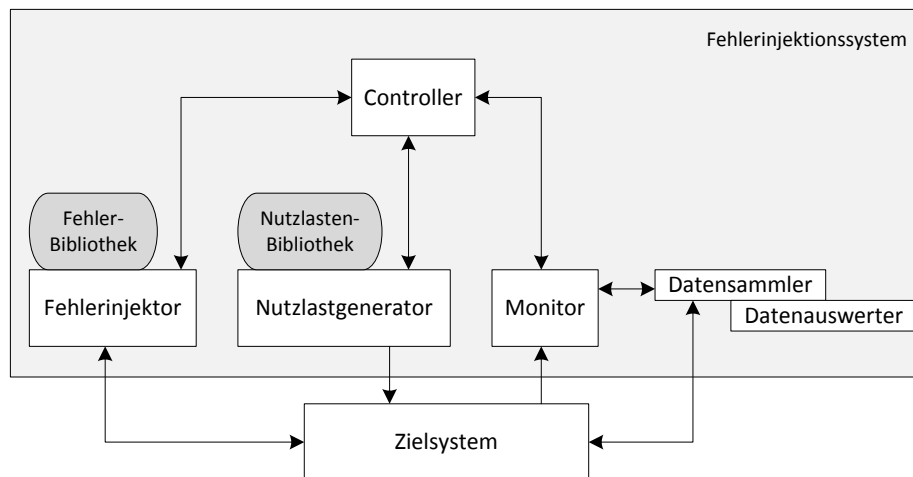 Fehlerinjektionssystem
Controller
Fehler-
Bibliothek
Nutzlasten-
Bibliothek
Fehlerinjektor
Nutzlastgenerator
Monitor
Datensammler
Datenauswerter
Zielsystem